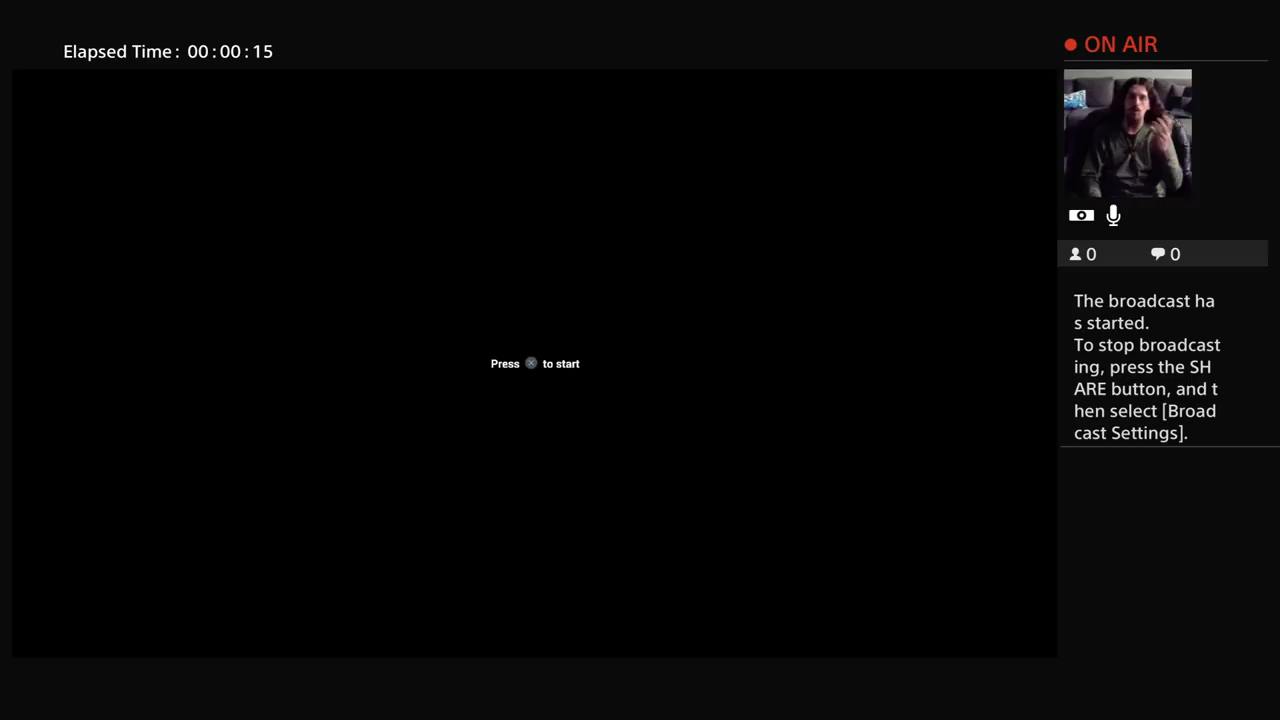 Elapsed Time: 00:00:15
ON AIR
0 0
The broadcast ha
s started.
To stop broadcast
ing, press the SH
ARE button, and t
hen select [Broad
cast Settings].
Press to start